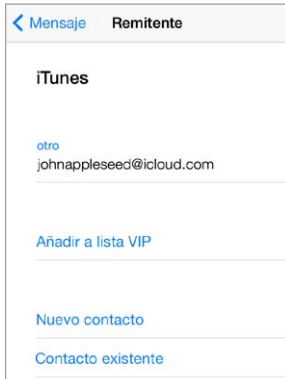 Mensaje Remitente
iTunes
otro
johnappleseed@icloud.com
Añadir a lista VIP
Nuevo contacto
Contacto existente